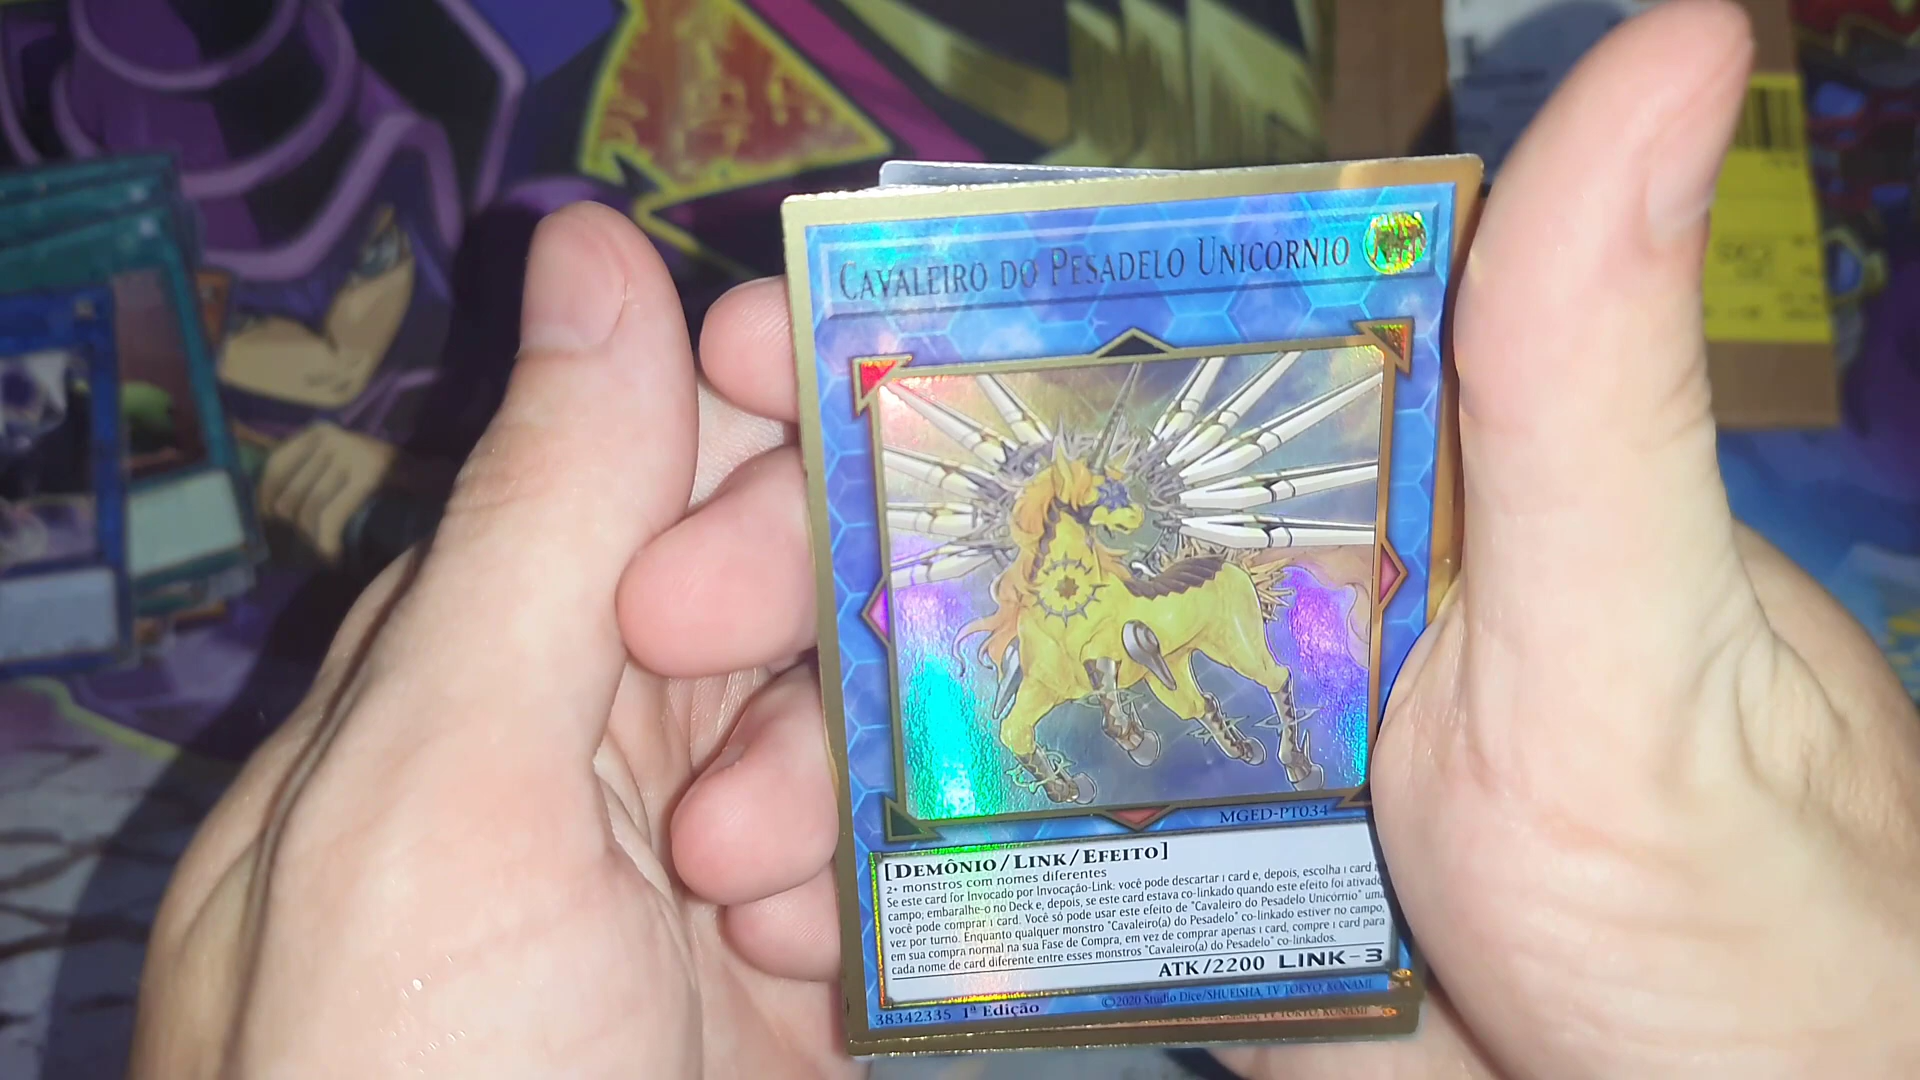 CAVALEIRO DO PESADELO UNICÓRNIO
MGED-PT034
[DEMÔNIO/LINK/EFEITO]
2+ monstros com nomes diferentes
Se este card for Invocado por Invocação-Link: você pode descartar 1 card e, depois, escolha 1 card
campo; embaralhe-o no Deck e, depois, se este card estava co-linkado quando este efeito foi ativado,
você pode comprar 1 card. Você só pode usar este efeito de "Cavaleiro do Pesadelo Unicórnio" uma
vez por turno. Enquanto qualquer monstro "Cavaleiro(a) do Pesadelo" co-linkado estiver no campo,
em sua compra normal na sua Fase de Compra, em vez de comprar apenas 1 card, compre 1 card para
cada nome de card diferente entre esses monstros "Cavaleiro(a) do Pesadelo" co-linkados.
ATK/2200 LINK-3
38342335 1ª Edição ©2020 Studio Dice/SHUEISHA, TV TOKYO, KONAMI